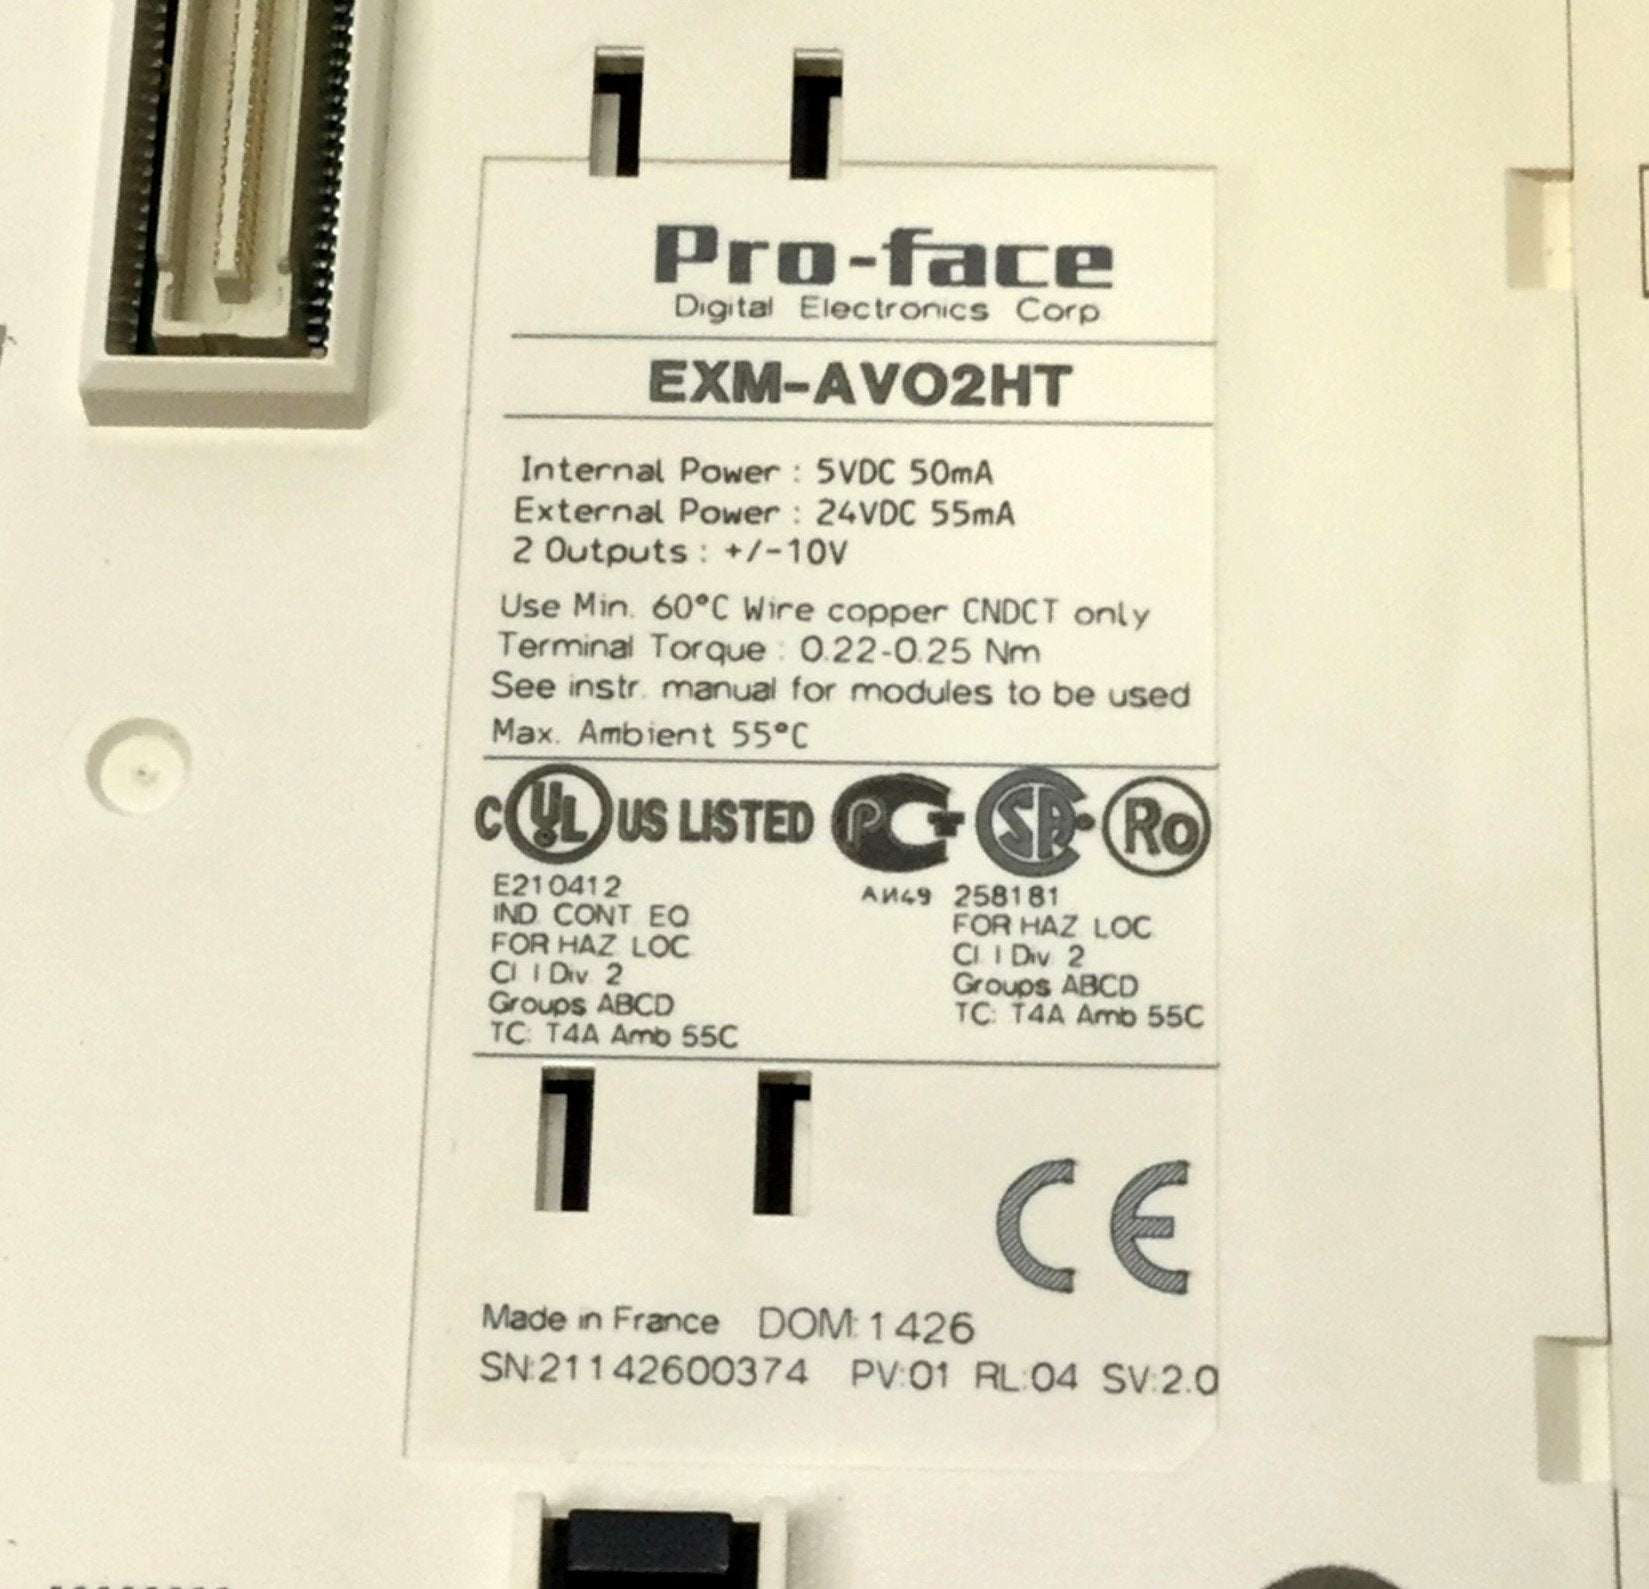 Pro-face
Digital Electronics Corp
EXM-AVO2HT
Internal Power : 5VDC 50mA
External Power : 24VDC 55mA
2 Outputs : +/-10V
Use Min. 60°C Wire copper CNDCT only
Terminal Torque : 0.22-0.25 Nm
See instr. manual for modules to be used
Max. Ambient 55°C
C UL US LISTED PCT SA Ro
E210412
IND. CONT. EQ
FOR HAZ. LOC.
Cl. I Div. 2
Groups ABCD
TC: T4A Amb 55C
АИ49 258181
FOR HAZ. LOC.
Cl. I Div. 2
Groups ABCD
TC: T4A Amb 55C
CE
Made in France DOM:1426
SN:21142600374 PV:01 RL:04 SV:2.0